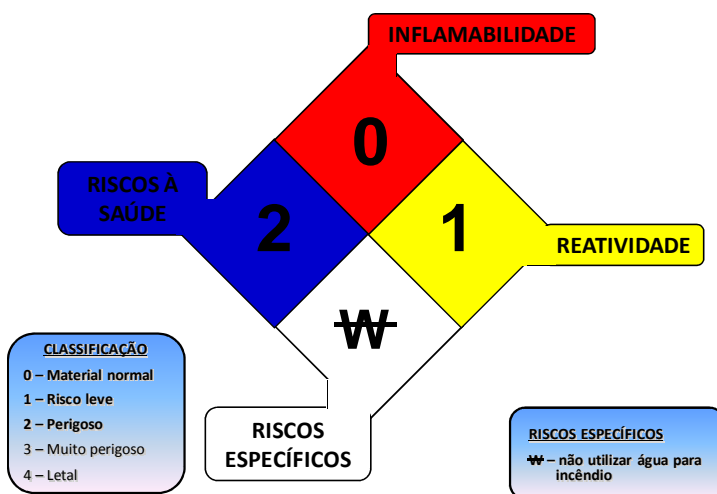 INFLAMABILIDADE
0
RISCOS À
SAÚDE
2
1
REATIVIDADE
W
RISCOS
ESPECÍFICOS
CLASSIFICAÇÃO
0 – Material normal
1 – Risco leve
2 – Perigoso
3 – Muito perigoso
4 – Letal
RISCOS ESPECÍFICOS
W – não utilizar água para
incêndio